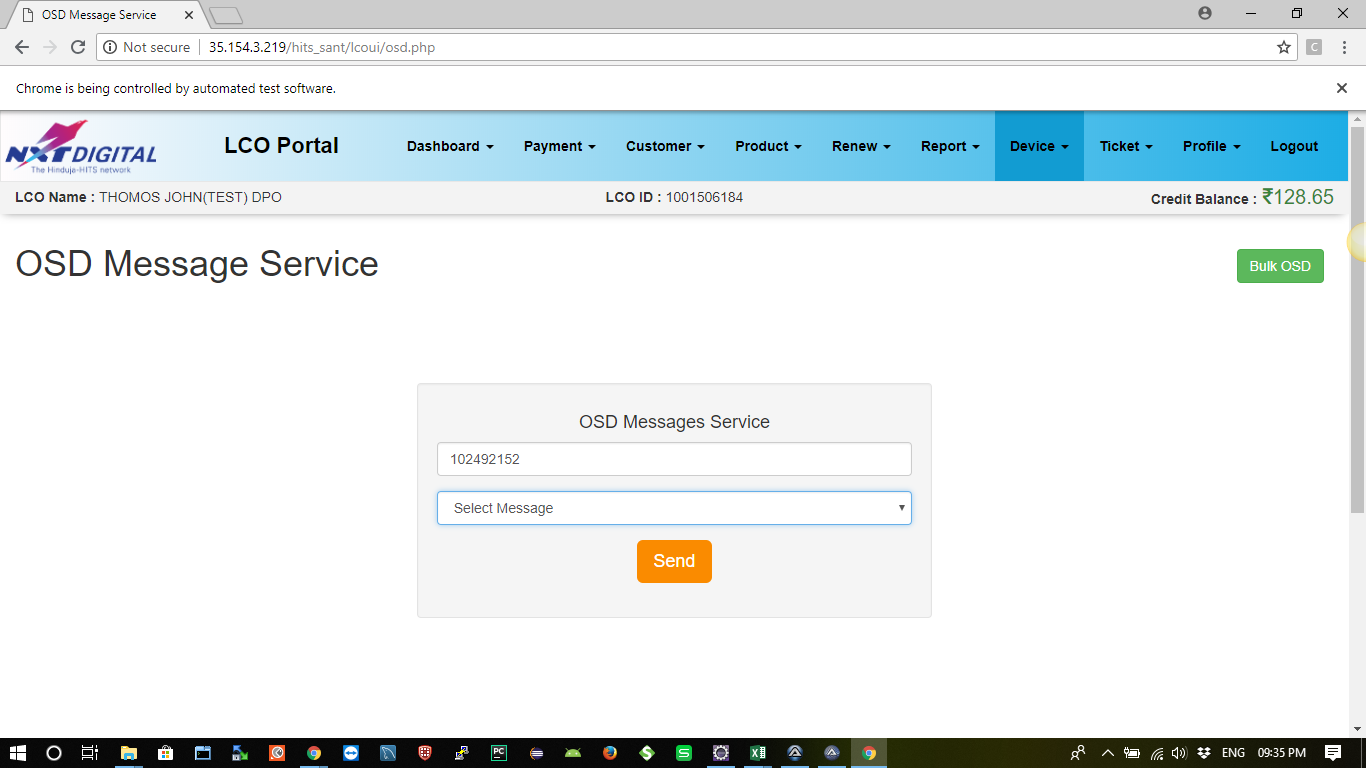 OSD Message Service
Not secure 35.154.3.219/hits_sant/lcoui/osd.php
C
Chrome is being controlled by automated test software.
NXT DIGITAL
The Hinduja-HITS network
LCO Portal
Dashboard Payment Customer Product Renew Report Device Ticket Profile Logout
LCO Name : THOMOS JOHN(TEST) DPO LCO ID : 1001506184 Credit Balance : ₹128.65
OSD Message Service
Bulk OSD
OSD Messages Service
102492152
Select Message
Send
PC S ENG 09:35 PM